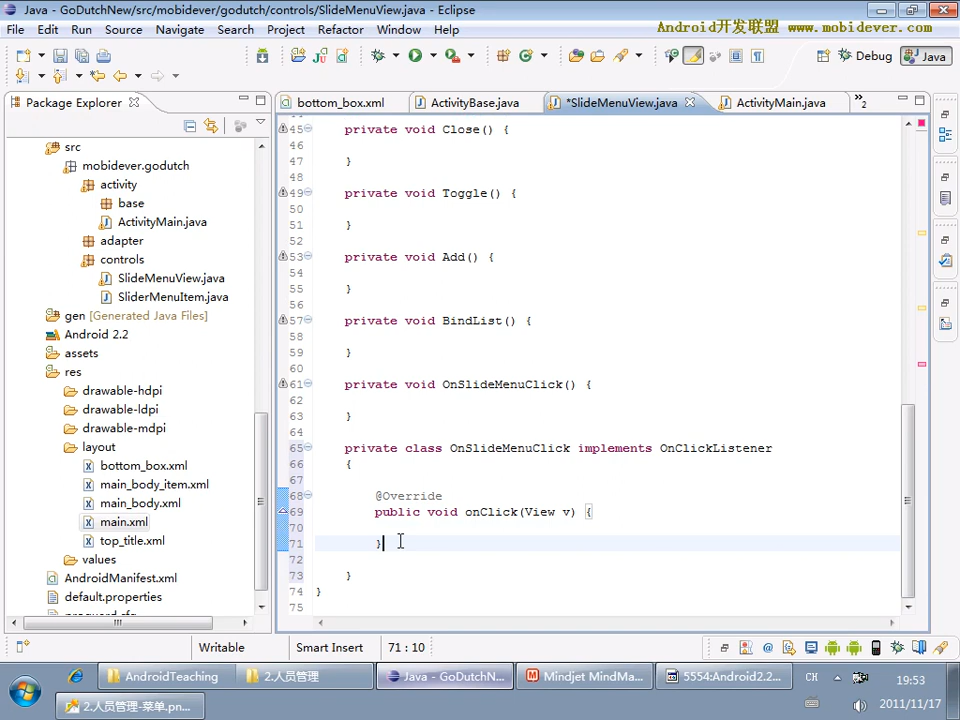 Java - GoDutchNew/src/mobidever/godutch/controls/SlideMenuView.java - Eclipse
File Edit Run Source Navigate Search Project Refactor Window Help
Android开发联盟 www.mobidever.com
Debug Java
Package Explorer
bottom_box.xml ActivityBase.java *SlideMenuView.java ActivityMain.java »2
src
mobidever.godutch
activity
base
ActivityMain.java
adapter
controls
SlideMenuView.java
SliderMenuItem.java
gen [Generated Java Files]
Android 2.2
assets
res
drawable-hdpi
drawable-ldpi
drawable-mdpi
layout
bottom_box.xml
main_body_item.xml
main_body.xml
main.xml
top_title.xml
values
AndroidManifest.xml
default.properties
45 private void Close() {
46
47 }
48
49 private void Toggle() {
50
51 }
52
53 private void Add() {
54
55 }
56
57 private void BindList() {
58
59 }
60
61 private void OnSlideMenuClick() {
62
63 }
64
65 private class OnSlideMenuClick implements OnClickListener
66 {
67
68 @Override
69 public void onClick(View v) {
70
71 }
72
73 }
74 }
75
Writable Smart Insert 71 : 10
AndroidTeaching 2.人员管理 Java - GoDutchN... Mindjet MindMa... 5554:Android2.2... CH 19:53
2.人员管理-菜单.pn... 2011/11/17